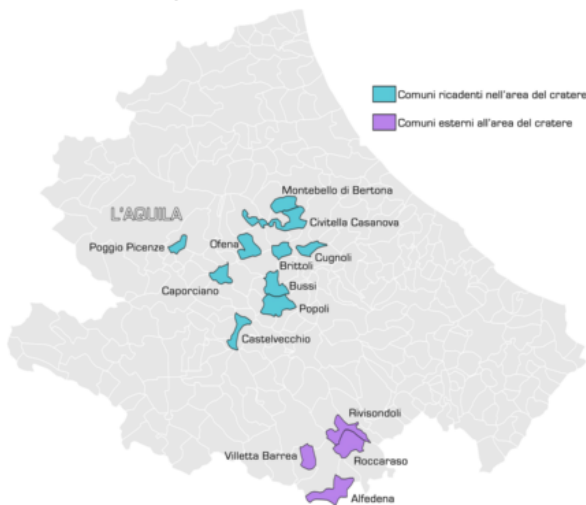 Comuni ricadenti nell'area del cratere
Comuni esterni all'area del cratere
Montebello di Bertona
L'AQUILA
Civitella Casanova
Poggio Picenze
Ofena
Cugnoli
Brittoli
Caporciano
Bussi
Popoli
Castelvecchio
Rivisondoli
Villetta Barrea
Roccaraso
Alfedena